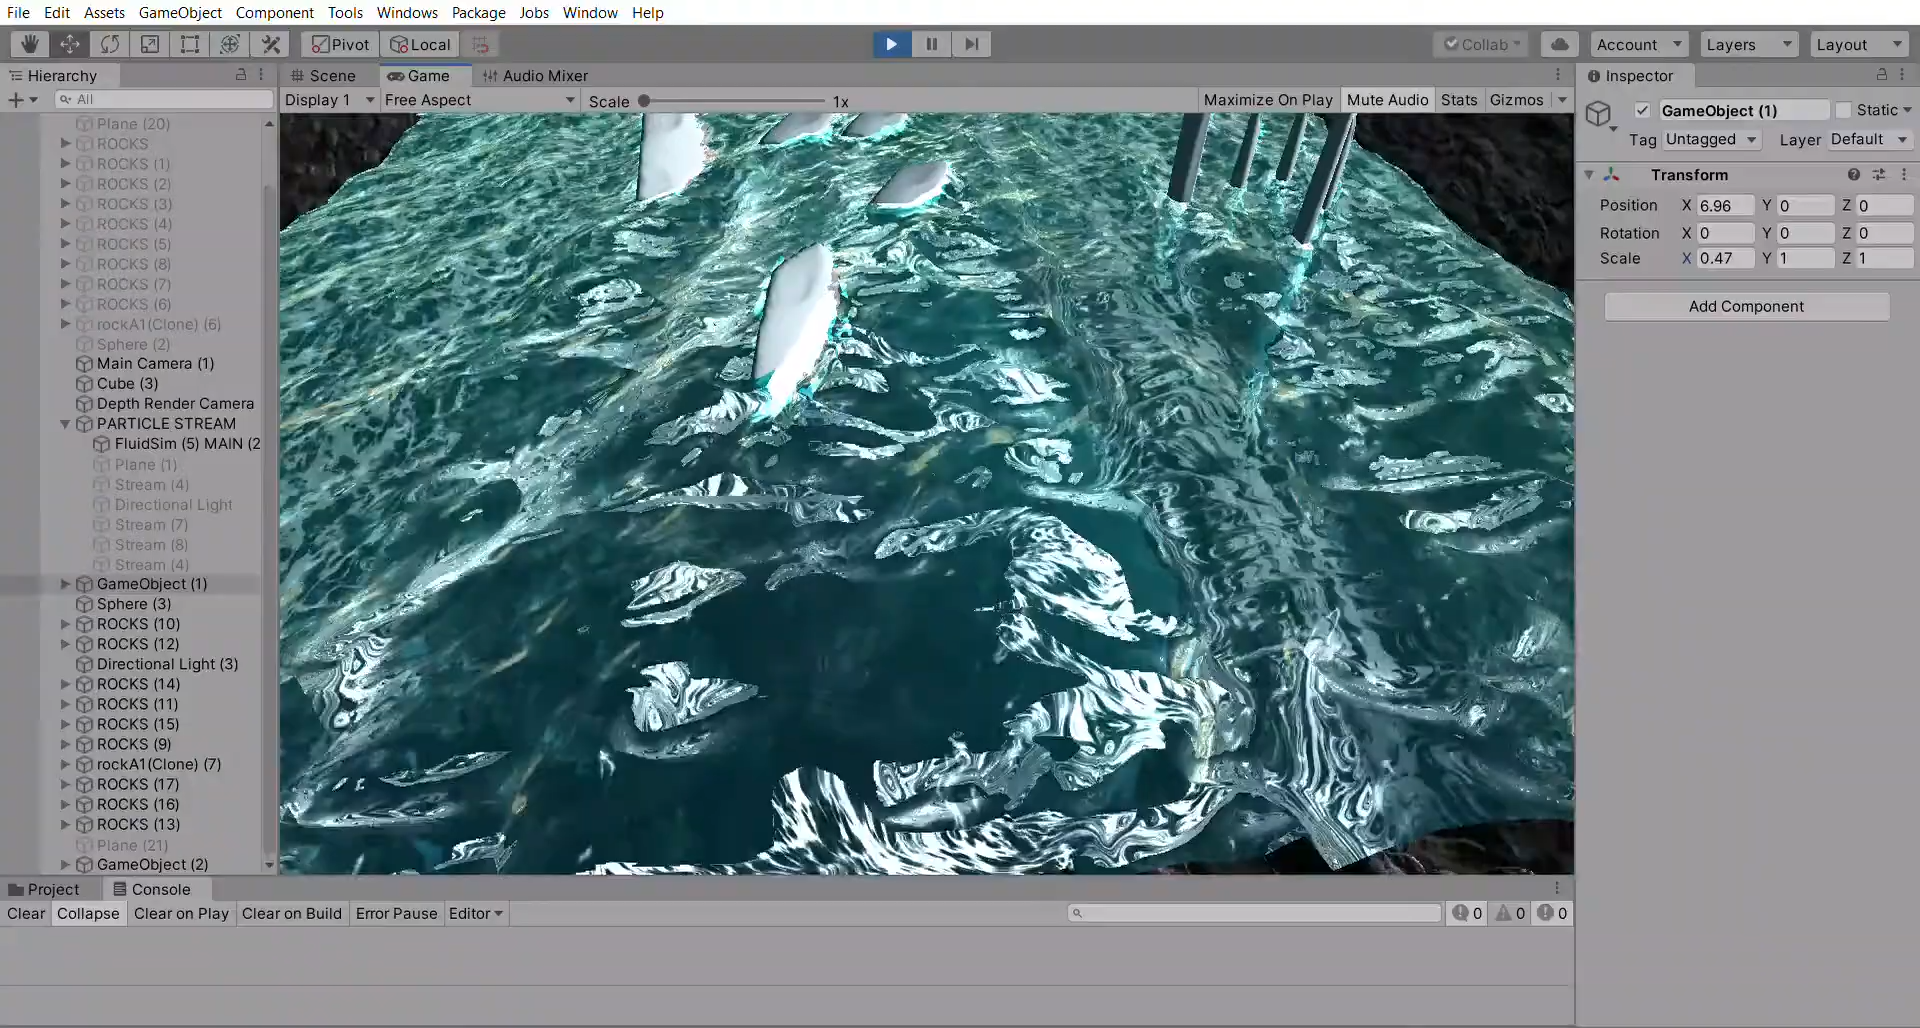 File Edit Assets GameObject Component Tools Windows Package Jobs Window Help
Pivot Local Collab Account Layers Layout
Hierarchy Scene Game Audio Mixer Inspector
All Display 1 Free Aspect Scale 1x Maximize On Play Mute Audio Stats Gizmos
GameObject (1) Static
Tag Untagged Layer Default
Transform
Position X 6.96 Y 0 Z 0
Rotation X 0 Y 0 Z 0
Scale X 0.47 Y 1 Z 1
Add Component
Plane (20)
ROCKS
ROCKS (1)
ROCKS (2)
ROCKS (3)
ROCKS (4)
ROCKS (5)
ROCKS (8)
ROCKS (7)
ROCKS (6)
rockA1(Clone) (6)
Sphere (2)
Main Camera (1)
Cube (3)
Depth Render Camera
PARTICLE STREAM
FluidSim (5) MAIN (2
Plane (1)
Stream (4)
Directional Light
Stream (7)
Stream (8)
Stream (4)
GameObject (1)
Sphere (3)
ROCKS (10)
ROCKS (12)
Directional Light (3)
ROCKS (14)
ROCKS (11)
ROCKS (15)
ROCKS (9)
rockA1(Clone) (7)
ROCKS (17)
ROCKS (16)
ROCKS (13)
Plane (21)
GameObject (2)
Project Console
Clear Collapse Clear on Play Clear on Build Error Pause Editor 0 0 0